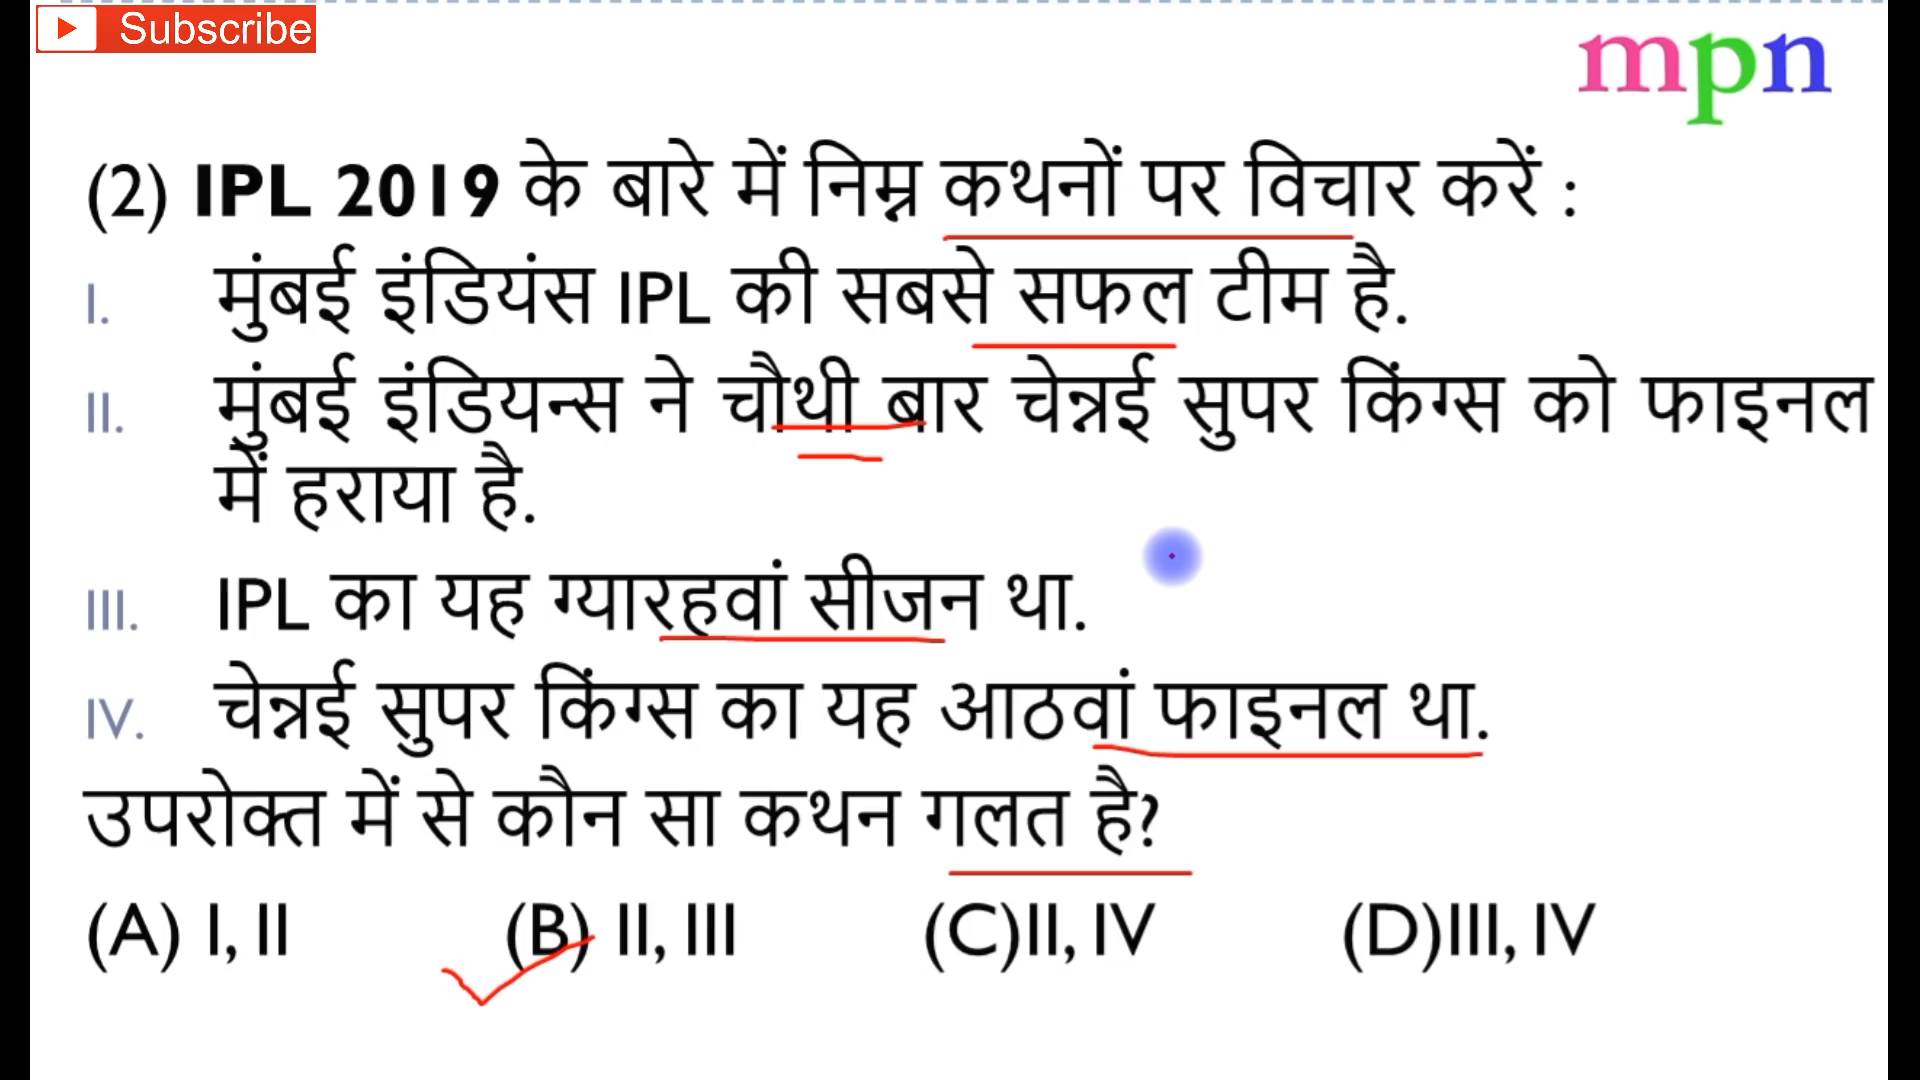 Subscribe
mpn
(2) IPL 2019 के बारे में निम्न कथनों पर विचार करें :
I. मुंबई इंडियंस IPL की सबसे सफल टीम है.
II. मुंबई इंडियन्स ने चौथी बार चेन्नई सुपर किंग्स को फाइनल
में हराया है.
III. IPL का यह ग्यारहवां सीजन था.
IV. चेन्नई सुपर किंग्स का यह आठवां फाइनल था.
उपरोक्त में से कौन सा कथन गलत है?
(A) I, II (B) II, III (C)II, IV (D)III, IV